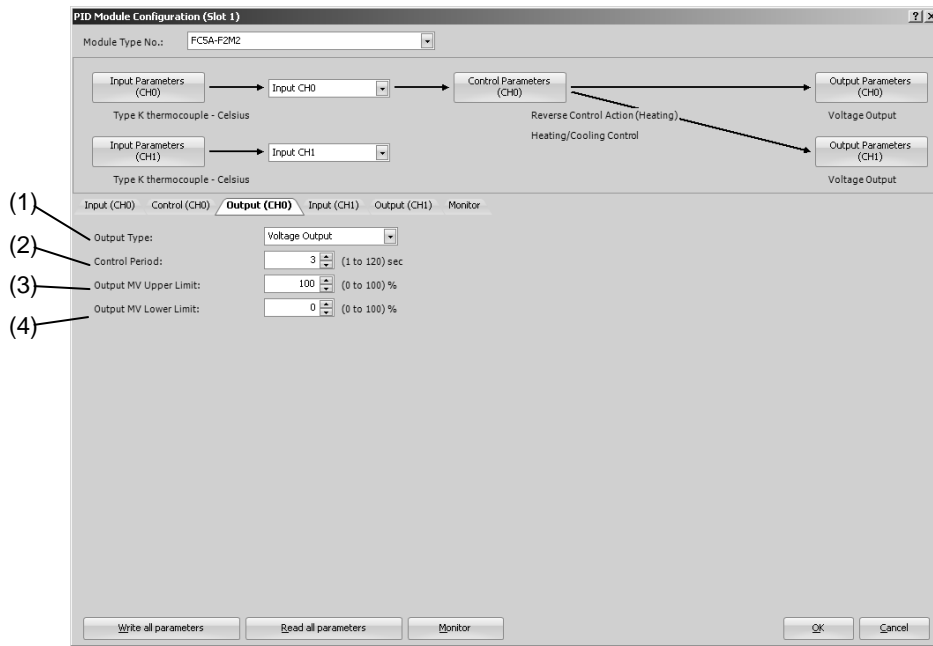 PID Module Configuration (Slot 1)
? X
Module Type No.: FC5A-F2M2
Input Parameters (CH0)
Input CH0
Control Parameters (CH0)
Output Parameters (CH0)
Type K thermocouple - Celsius
Reverse Control Action (Heating)
Voltage Output
Heating/Cooling Control
Input Parameters (CH1)
Input CH1
Output Parameters (CH1)
Type K thermocouple - Celsius
Voltage Output
Input (CH0) Control (CH0) Output (CH0) Input (CH1) Output (CH1) Monitor
(1) Output Type: Voltage Output
(2) Control Period: 3 (1 to 120) sec
(3) Output MV Upper Limit: 100 (0 to 100) %
(4) Output MV Lower Limit: 0 (0 to 100) %
Write all parameters Read all parameters Monitor OK Cancel